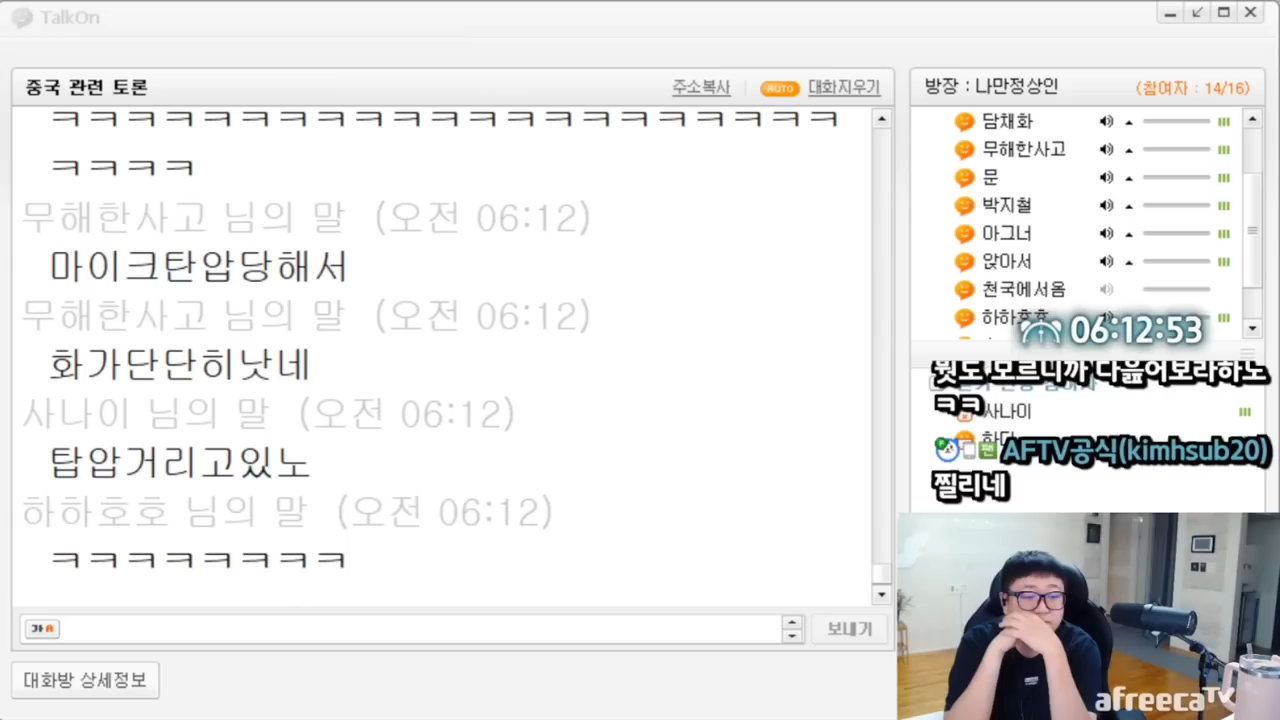 TalkOn
중국 관련 토론
주소복사
AUTO
대화지우기
ㅋㅋㅋㅋㅋㅋㅋㅋㅋㅋㅋㅋㅋㅋㅋㅋㅋㅋㅋㅋㅋ
ㅋㅋㅋㅋ
무해한사고 님의 말 (오전 06:12)
마이크탄압당해서
무해한사고 님의 말 (오전 06:12)
화가단단히낫네
사나이 님의 말 (오전 06:12)
탑압거리고있노
하하호호 님의 말 (오전 06:12)
ㅋㅋㅋㅋㅋㅋㅋㅋ
가
보내기
대화방 상세정보
방장 : 나만정상인
(참여자 : 14/16)
담채화
무해한사고
문
박지철
아그너
앉아서
천국에서옴
하하호호
06:12:53
뭣도 모르니까 다읊어보라하노
ㅋㅋ
사나이
AFTV공식(kimhsub20)
찔리네
afreecaTV